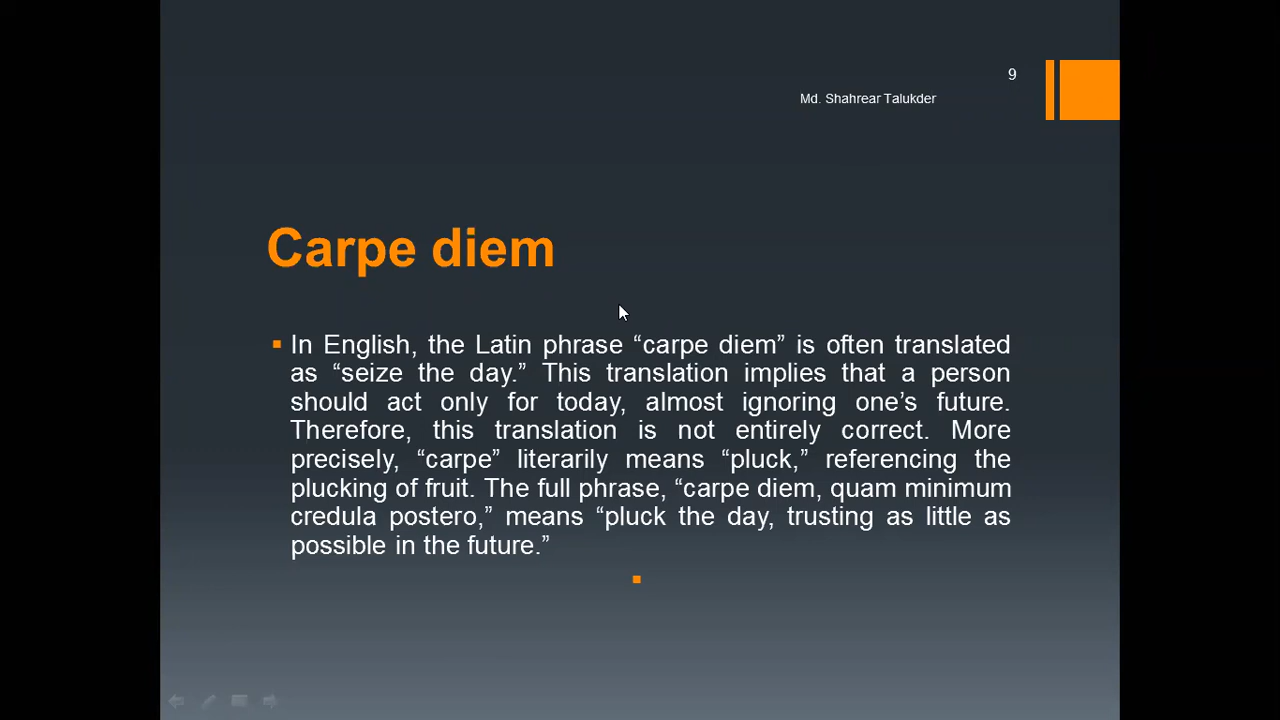 9
Md. Shahrear Talukder
Carpe diem
In English, the Latin phrase “carpe diem” is often translated
as “seize the day.” This translation implies that a person
should act only for today, almost ignoring one’s future.
Therefore, this translation is not entirely correct. More
precisely, “carpe” literarily means “pluck,” referencing the
plucking of fruit. The full phrase, “carpe diem, quam minimum
credula postero,” means “pluck the day, trusting as little as
possible in the future.”